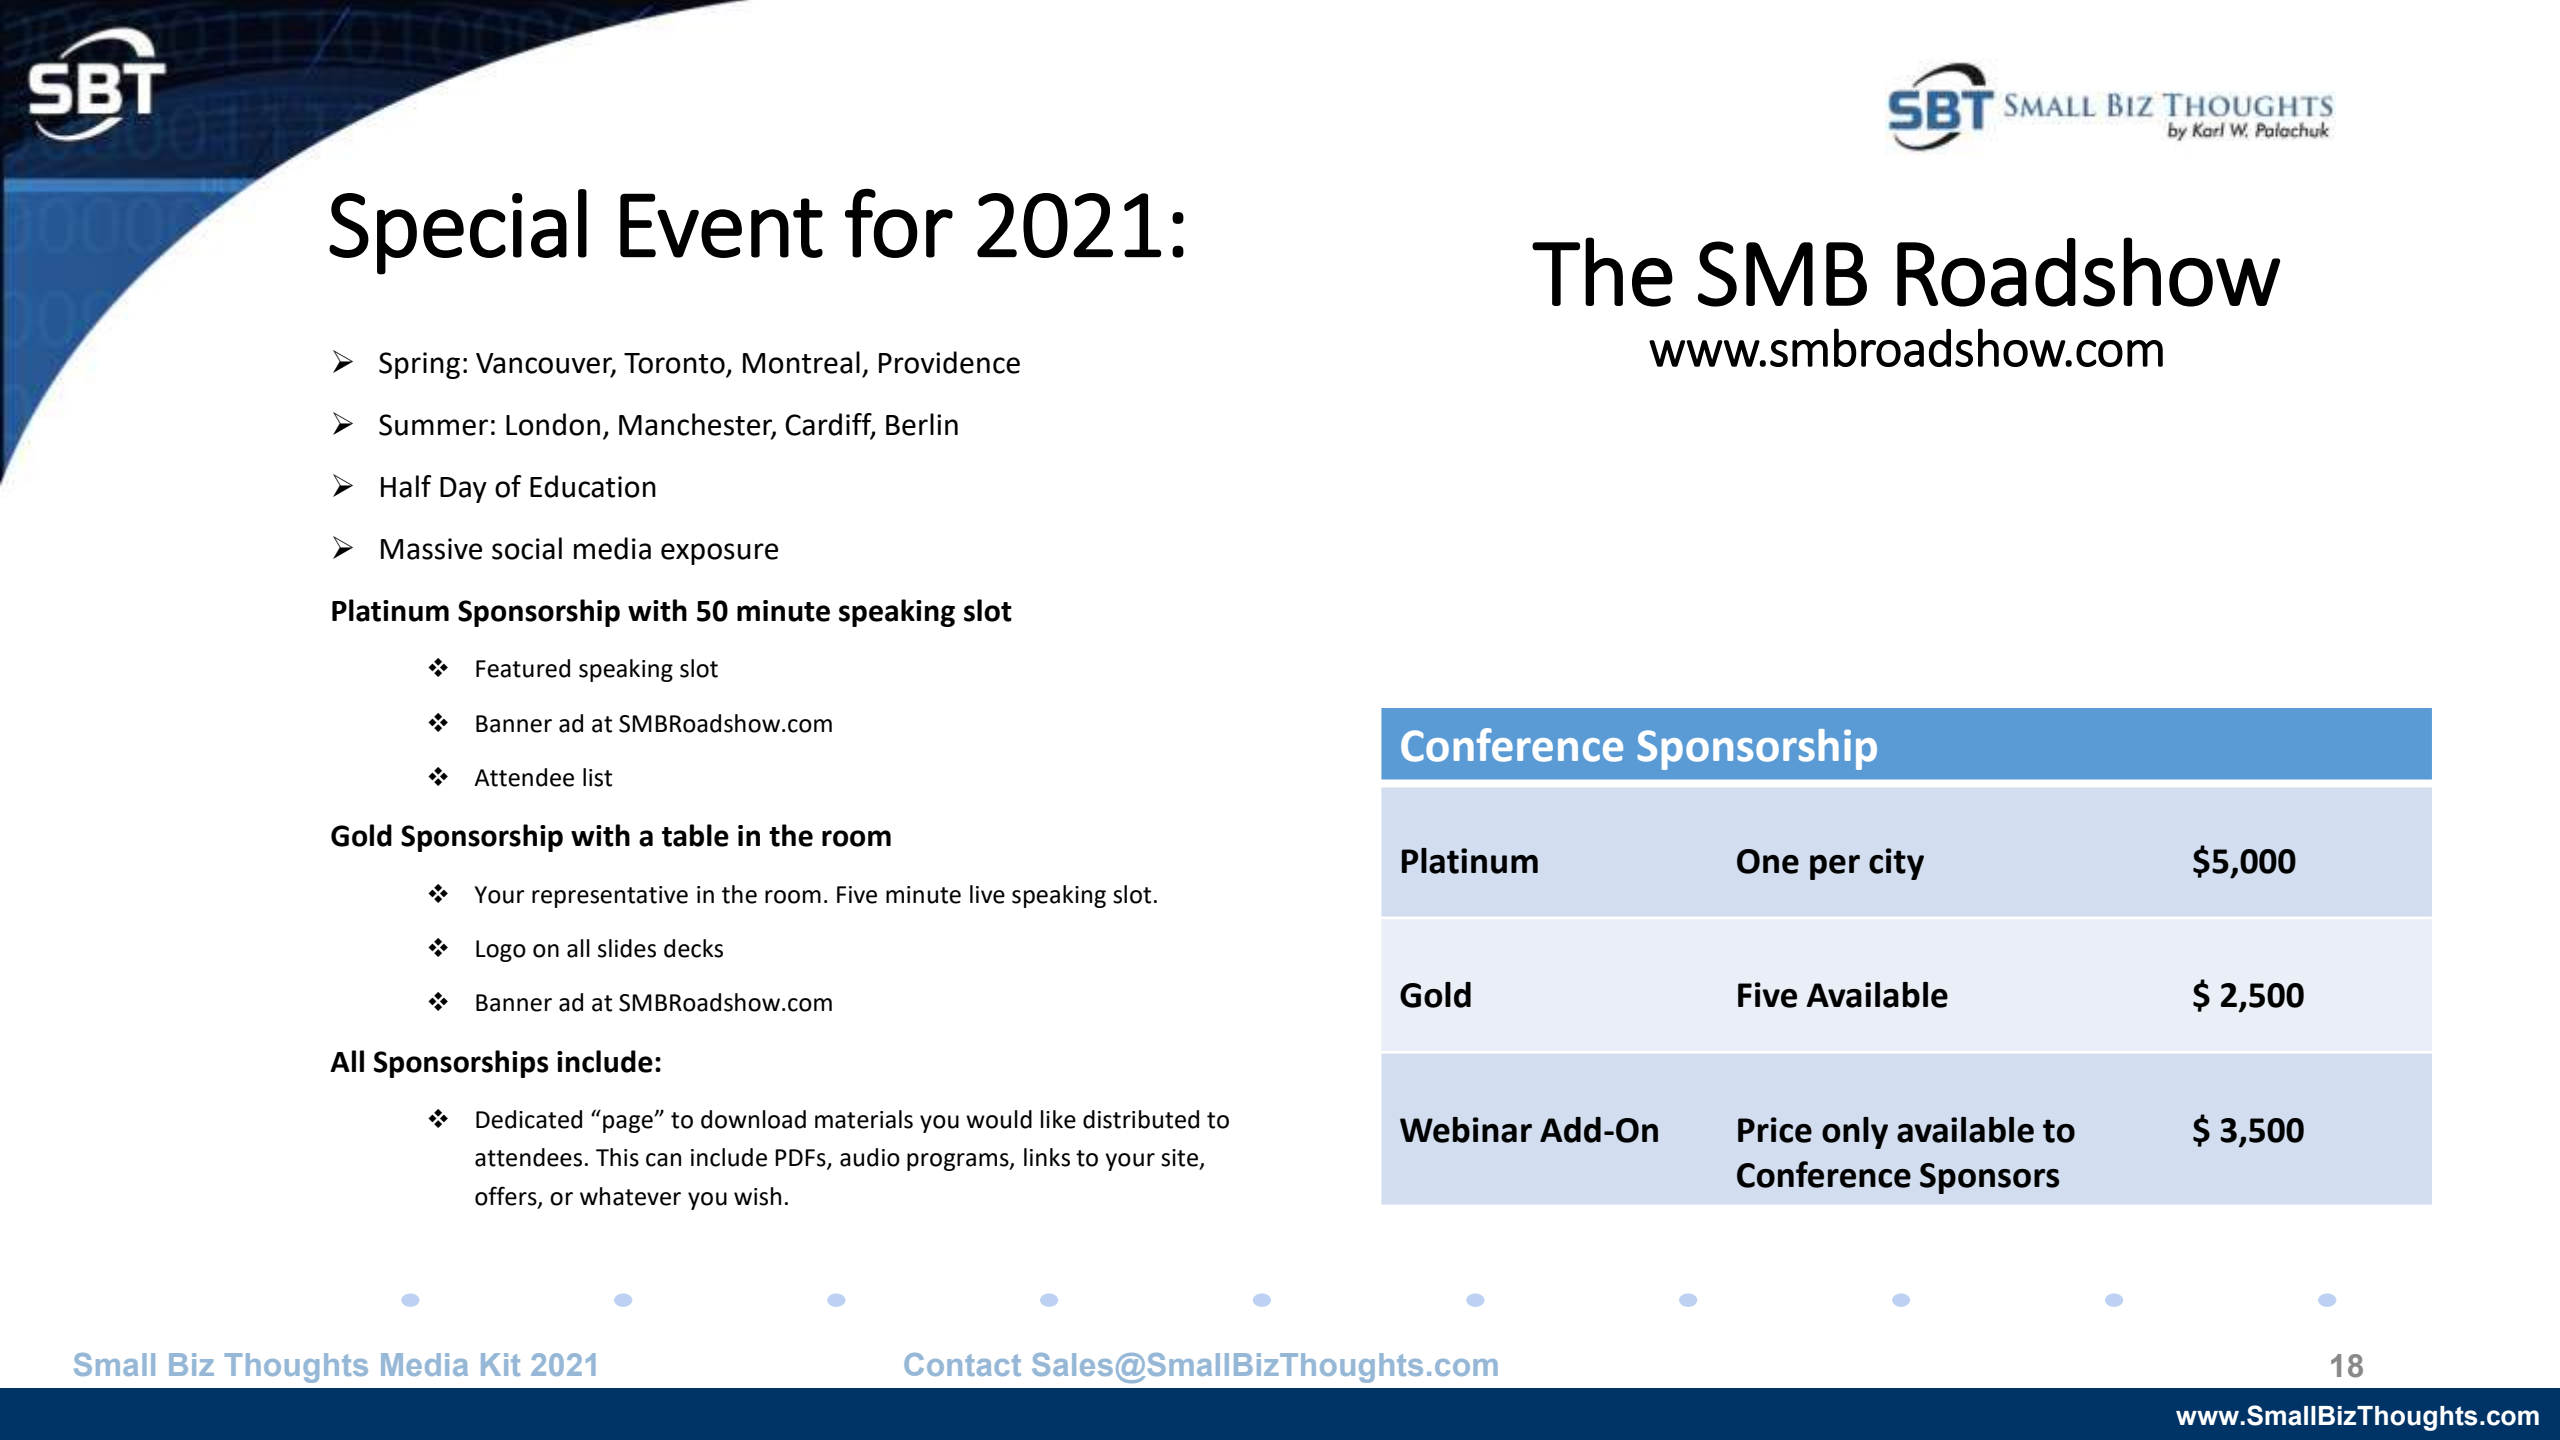 SBT
SBT SMALL BIZ THOUGHTS
by Karl W. Palachuk
Special Event for 2021:
The SMB Roadshow
www.smbroadshow.com
Spring: Vancouver, Toronto, Montreal, Providence
Summer: London, Manchester, Cardiff, Berlin
Half Day of Education
Massive social media exposure
Platinum Sponsorship with 50 minute speaking slot
Featured speaking slot
Banner ad at SMBRoadshow.com
Attendee list
Gold Sponsorship with a table in the room
Your representative in the room. Five minute live speaking slot.
Logo on all slides decks
Banner ad at SMBRoadshow.com
All Sponsorships include:
Dedicated “page” to download materials you would like distributed to
attendees. This can include PDFs, audio programs, links to your site,
offers, or whatever you wish.
Conference Sponsorship
Platinum One per city $5,000
Gold Five Available $ 2,500
Webinar Add-On Price only available to $ 3,500
Conference Sponsors
Small Biz Thoughts Media Kit 2021
Contact Sales@SmallBizThoughts.com
18
www.SmallBizThoughts.com